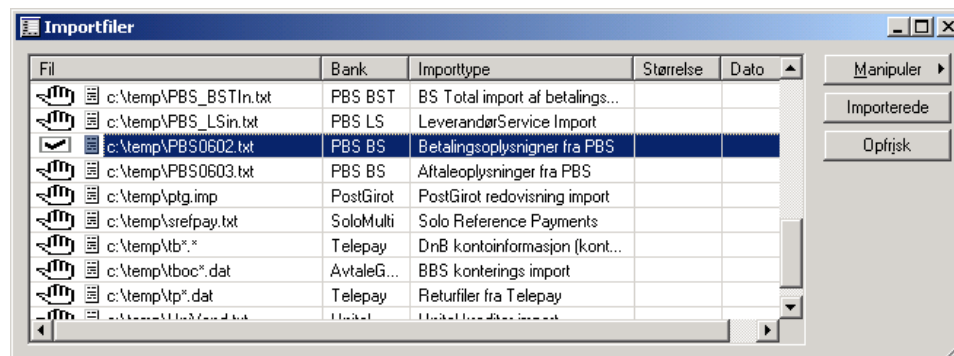 Importfiler
Fil Bank Importtype Størrelse Dato
c:\temp\PBS_BSTIn.txt PBS BST BS Total import af betalings...
c:\temp\PBS_LSin.txt PBS LS LeverandørService Import
c:\temp\PBS0602.txt PBS BS Betalingsoplysnigner fra PBS
c:\temp\PBS0603.txt PBS BS Aftaleoplysninger fra PBS
c:\temp\ptg.imp PostGirot PostGirot redovisning import
c:\temp\srefpay.txt SoloMulti Solo Reference Payments
c:\temp\tb*.* Telepay DnB kontoinformasjon (kont...
c:\temp\tboc*.dat AvtaleG... BBS konterings import
c:\temp\tp*.dat Telepay Returfiler fra Telepay
Manipuler
Importerede
Opfrisk